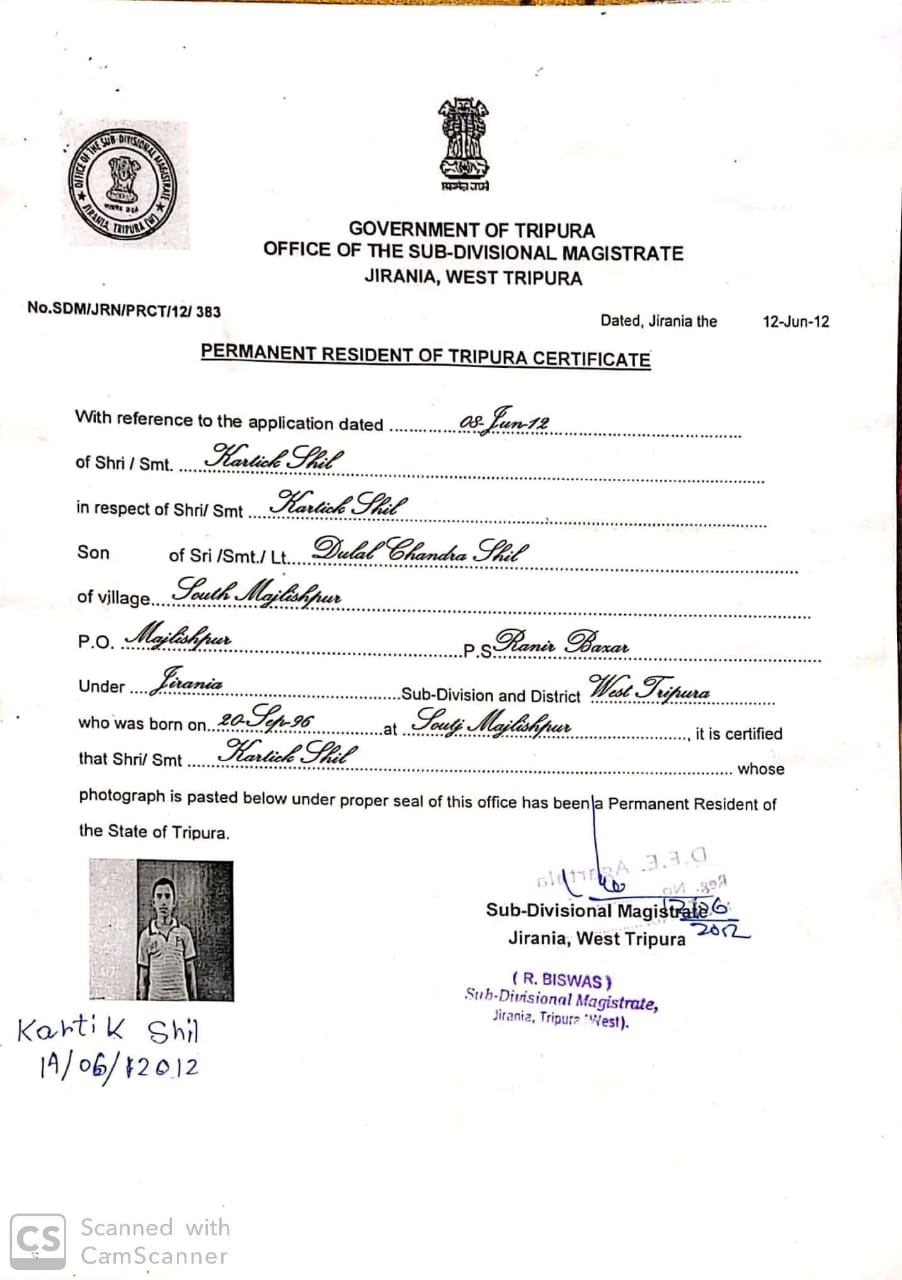 OFFICE OF THE SUB-DIVISIONAL MAGISTRATE
★ JIRANIA, TRIPURA (W) ★
सत्यमेव जयते
GOVERNMENT OF TRIPURA
OFFICE OF THE SUB-DIVISIONAL MAGISTRATE
JIRANIA, WEST TRIPURA
No.SDM/JRN/PRCT/12/ 383
Dated, Jirania the 12-Jun-12
PERMANENT RESIDENT OF TRIPURA CERTIFICATE
With reference to the application dated ............08-Jun-12............
of Shri / Smt. ....Kartick Shil............
in respect of Shri/ Smt ....Kartick Shil............
Son of Sri /Smt./ Lt....Dulal Chandra Shil............
of village....South Majlishpur............
P.O. Majlishpur............P.S Ranir Bazar
Under ....Jirania............Sub-Division and District West Tripura
who was born on..20-Sep-96............at ...Soutj Majlishpur............, it is certified
that Shri/ Smt ....Kartick Shil............ whose
photograph is pasted below under proper seal of this office has been a Permanent Resident of
the State of Tripura.
D.E.E. Agartala
Reg. No.
Sub-Divisional Magistrate
2012
Jirania, West Tripura
( R. BISWAS )
Sub-Divisional Magistrate,
Jirania, Tripura (West).
Kartik Shil
14/06/12012
CS Scanned with
CamScanner